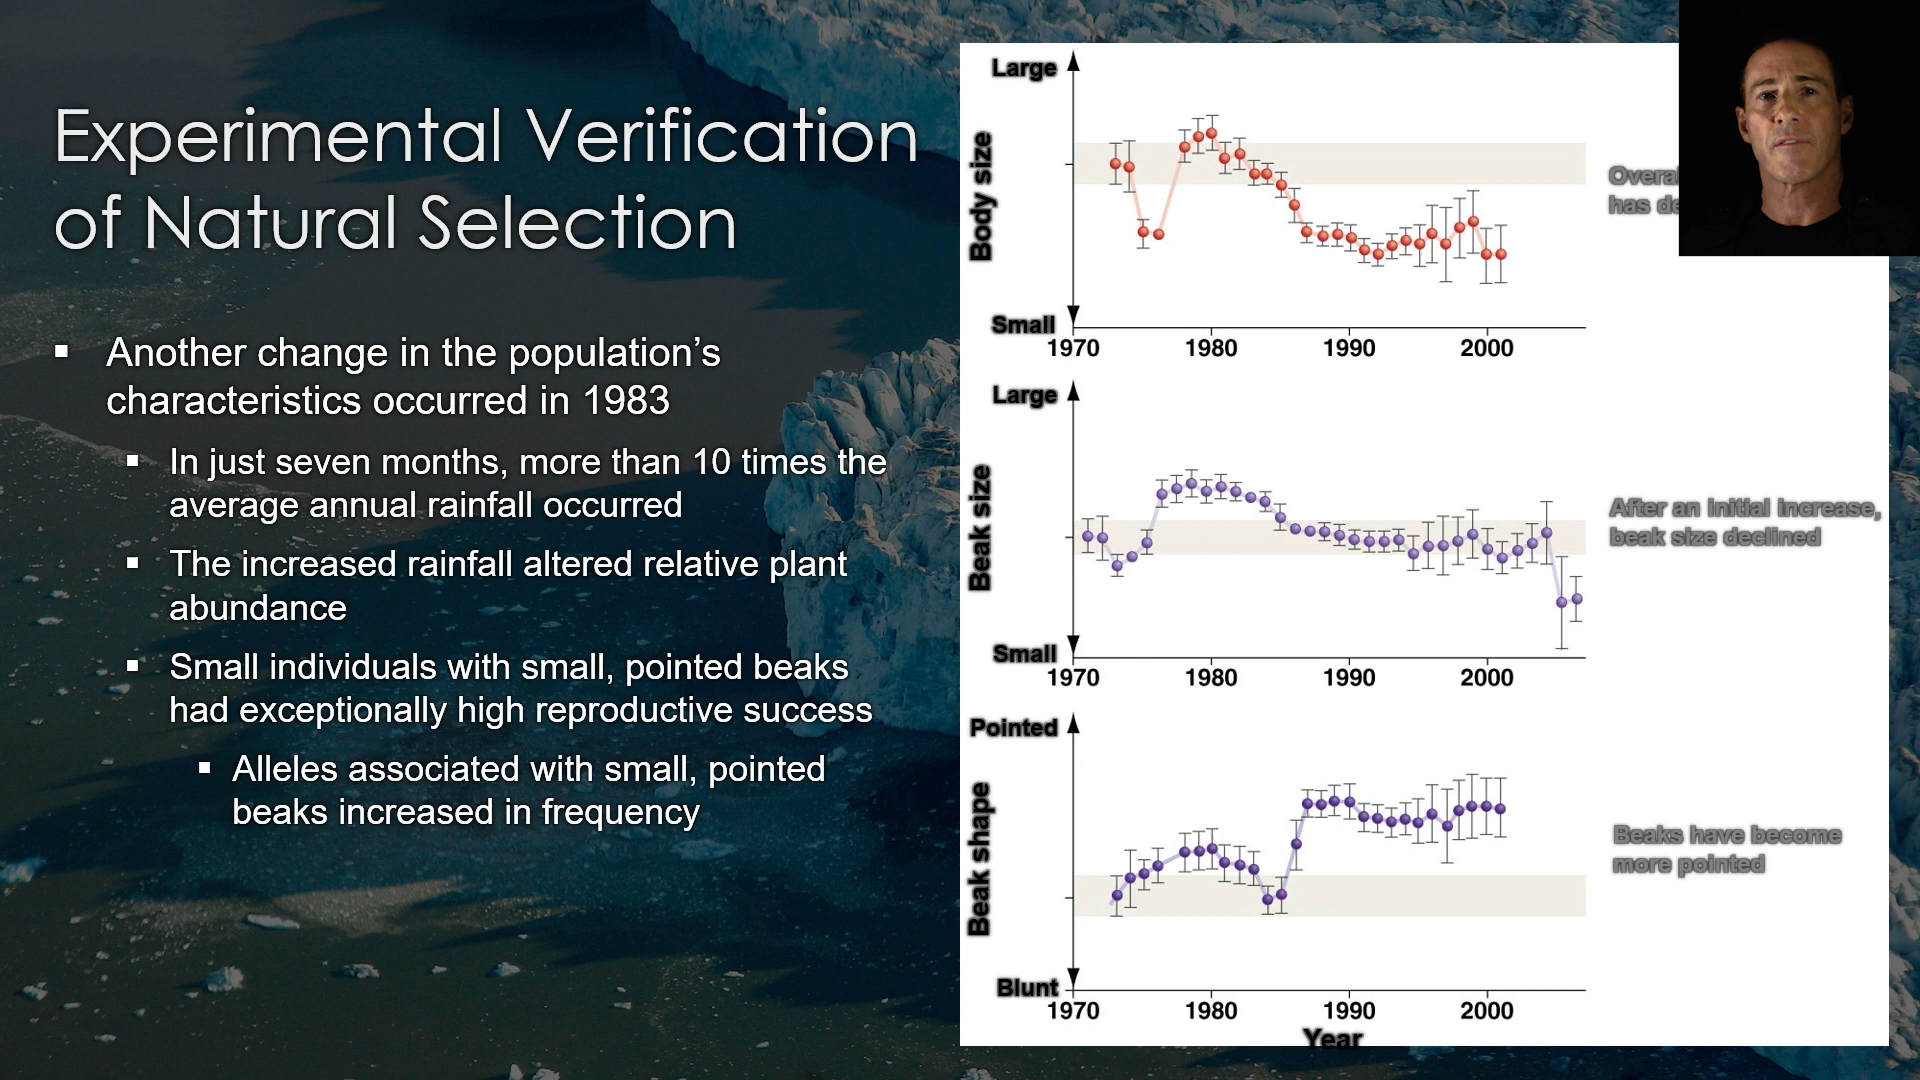 Experimental Verification
of Natural Selection
▪ Another change in the population’s
characteristics occurred in 1983
▪ In just seven months, more than 10 times the
average annual rainfall occurred
▪ The increased rainfall altered relative plant
abundance
▪ Small individuals with small, pointed beaks
had exceptionally high reproductive success
▪ Alleles associated with small, pointed
beaks increased in frequency
Large
Body size
Small
1970 1980 1990 2000
has
Large
Beak size
Small
1970 1980 1990 2000
After an initial increase,
beak size declined
Pointed
Beak shape
Blunt
1970 1980 1990 2000
Year
Beaks have become
more pointed